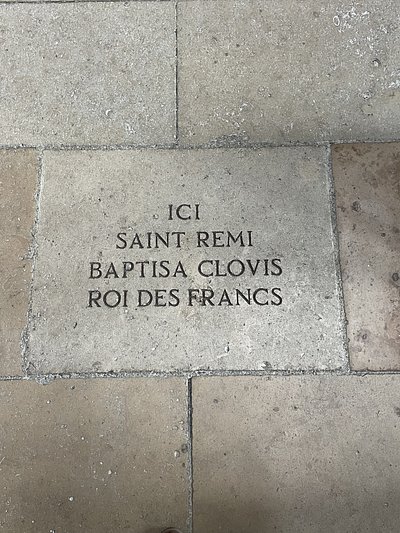 ICI
SAINT REMI
BAPTISA CLOVIS
ROI DES FRANCS